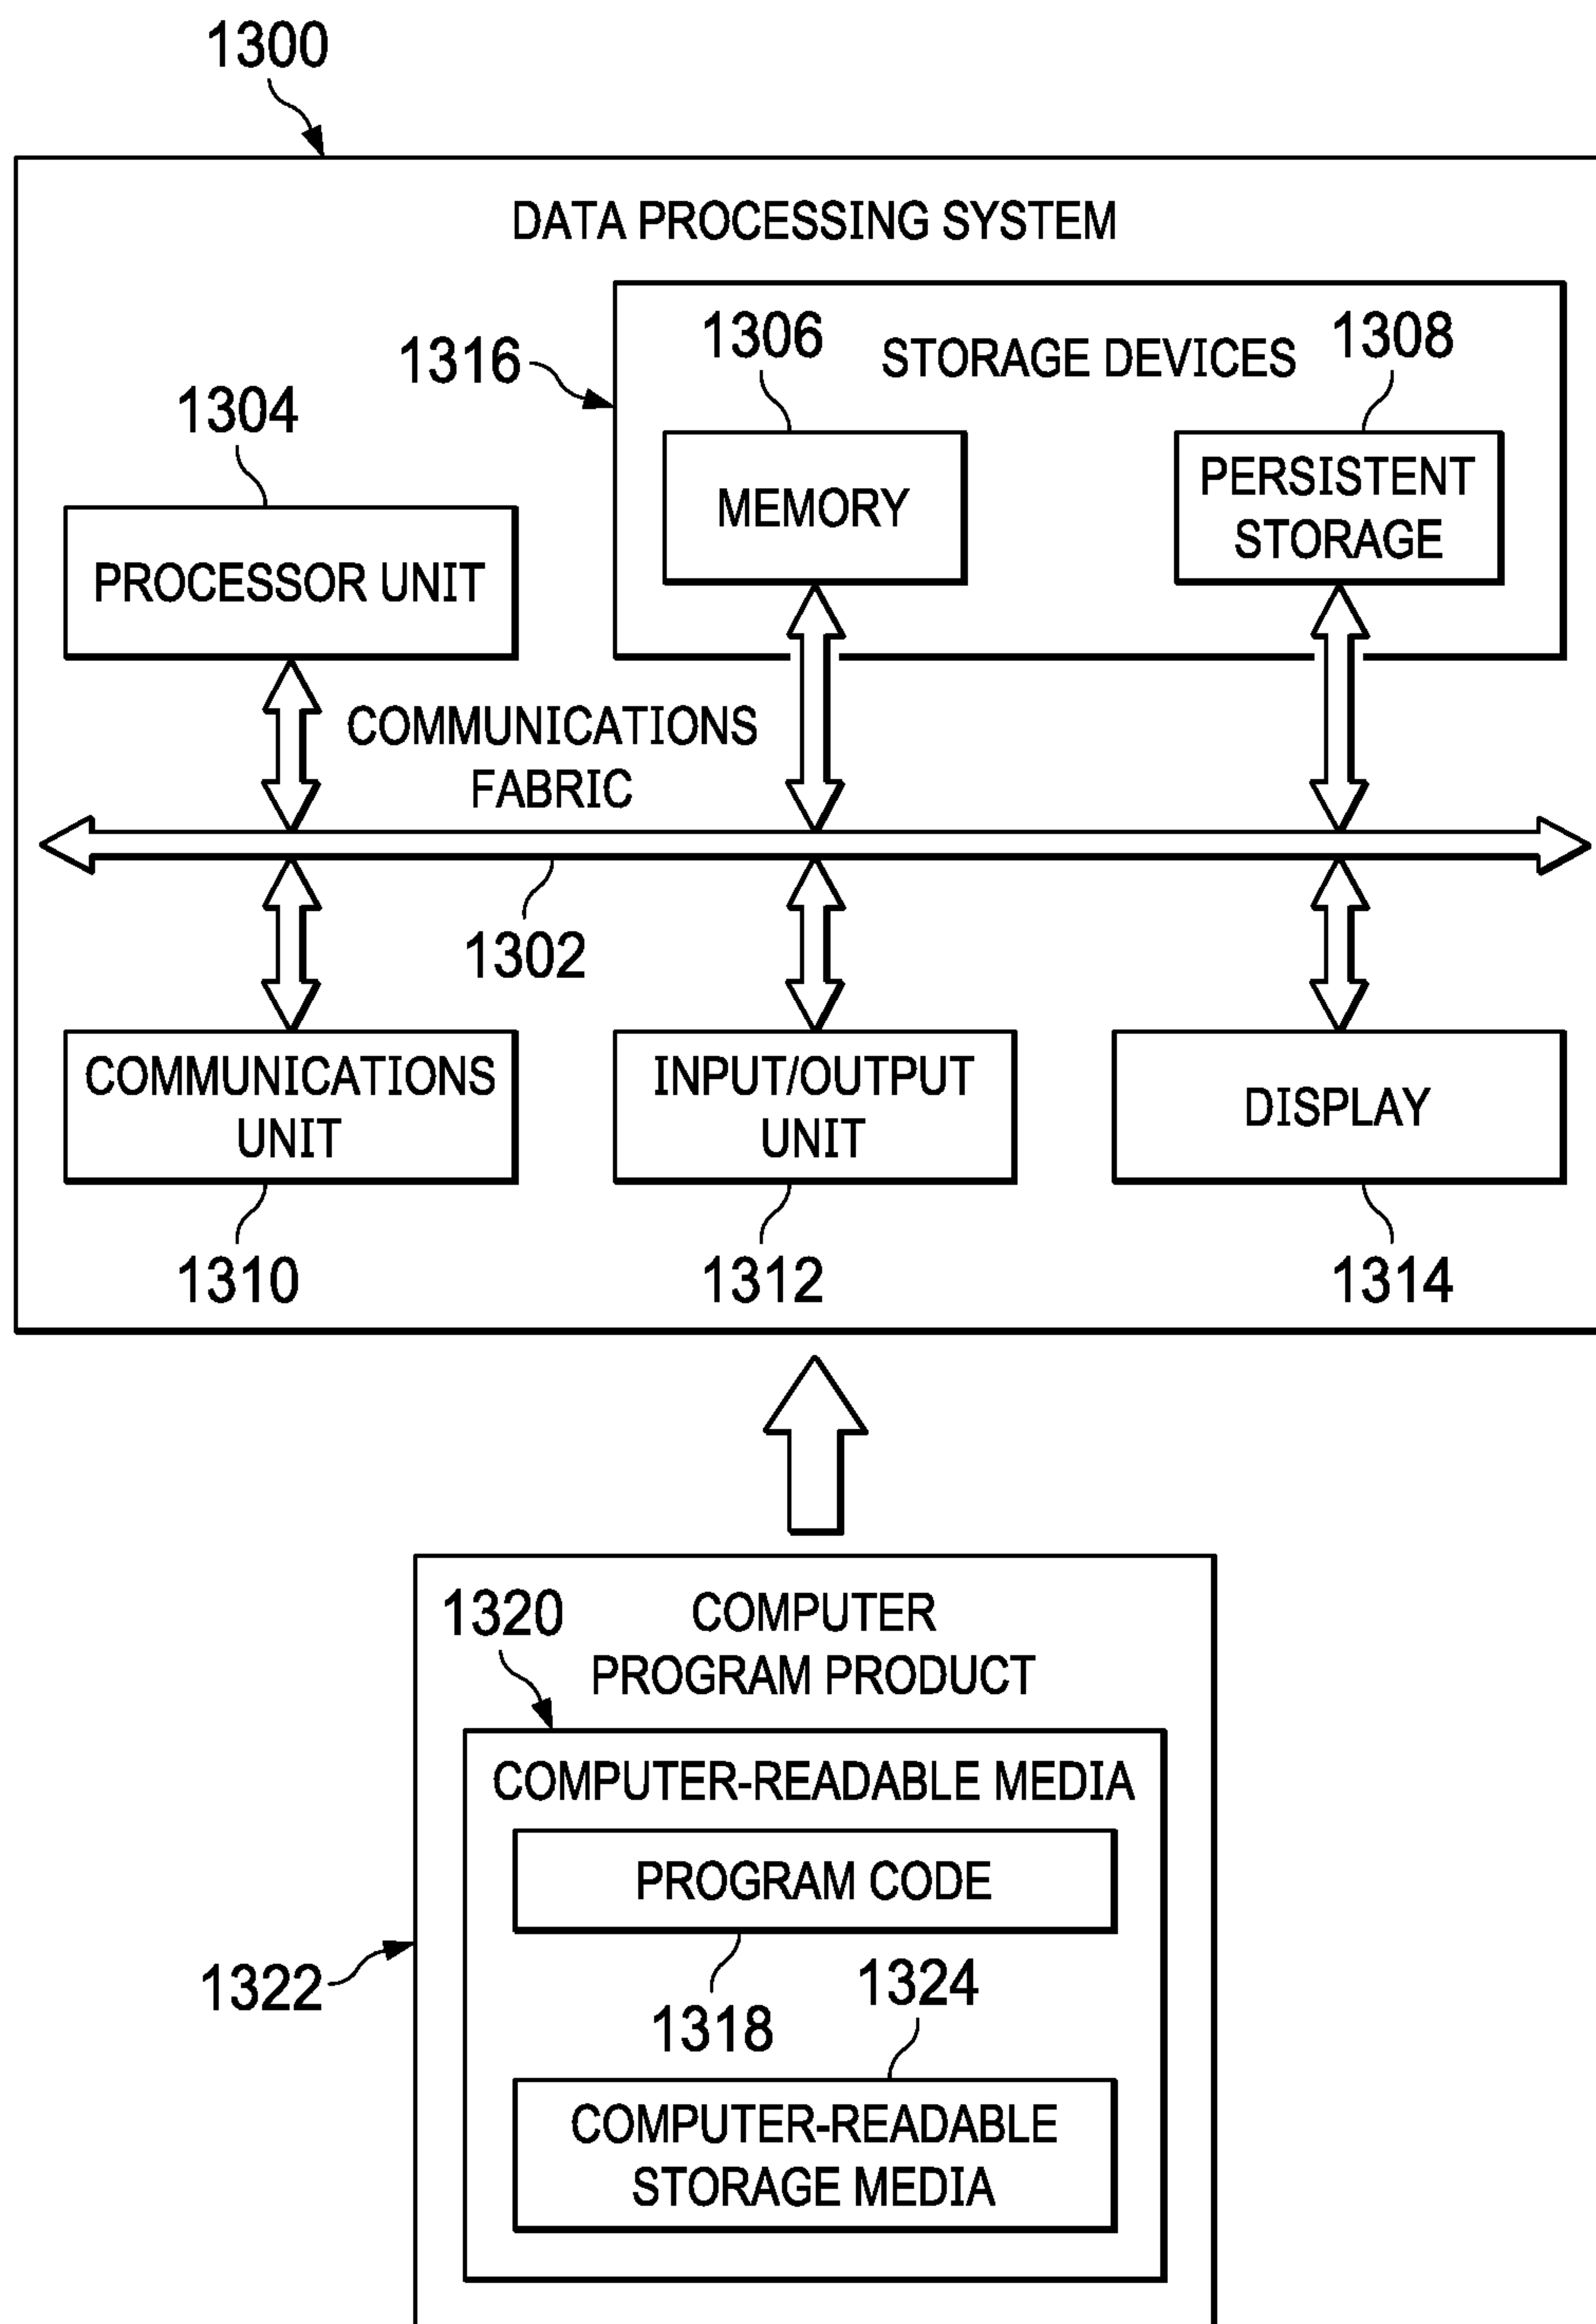 1300
DATA PROCESSING SYSTEM
1316
1306
STORAGE DEVICES
1308
1304
MEMORY
PERSISTENT
STORAGE
PROCESSOR UNIT
COMMUNICATIONS
FABRIC
1302
COMMUNICATIONS
UNIT
INPUT/OUTPUT
UNIT
DISPLAY
1310
1312
1314
1320
COMPUTER
PROGRAM PRODUCT
COMPUTER-READABLE MEDIA
PROGRAM CODE
1322
1318
1324
COMPUTER-READABLE
STORAGE MEDIA